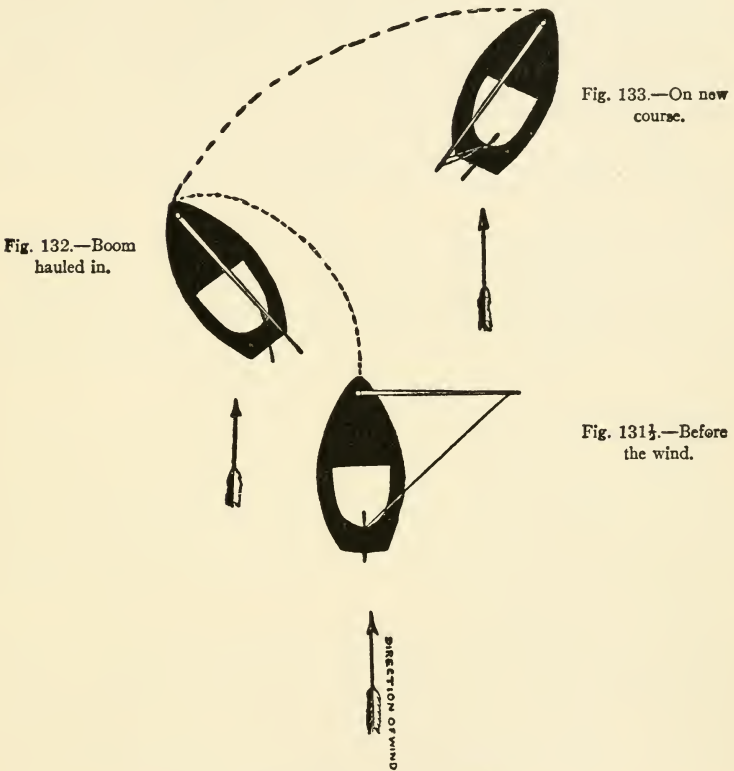 Fig. 133.—On new
course.
Fig. 132.—Boom
hauled in.
Fig. 131½.—Before
the wind.
DIRECTION OF WIND